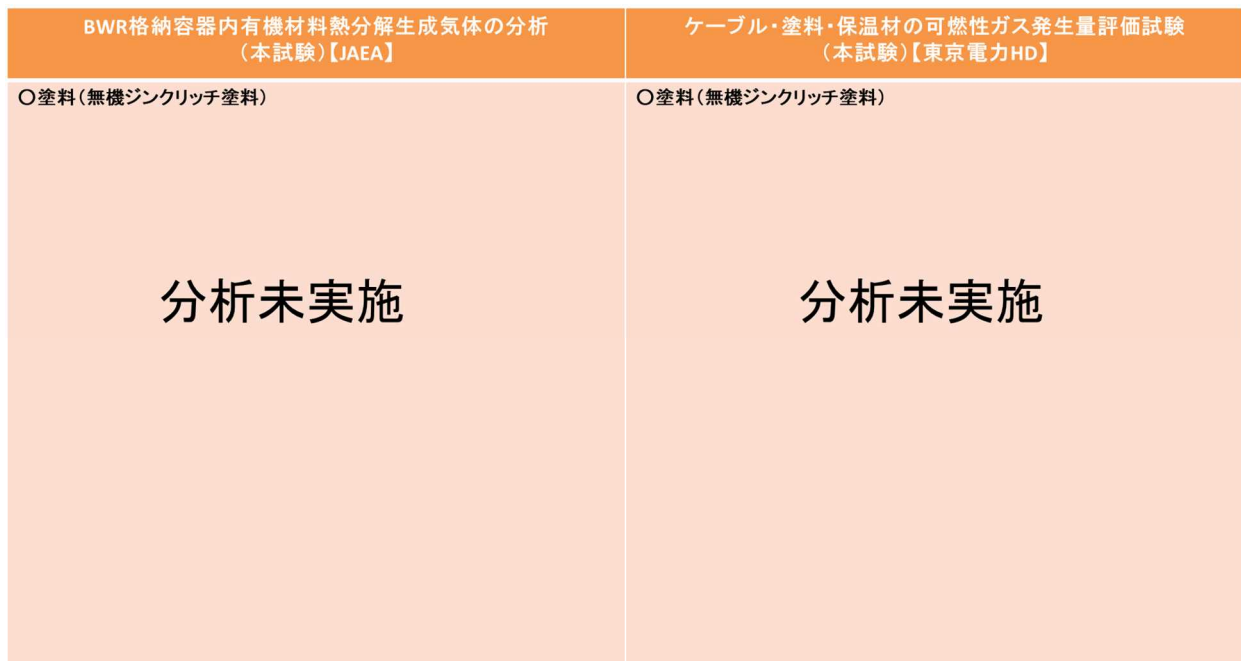 BWR格納容器内有機材料熱分解生成気体の分析
(本試験)【JAEA】
ケーブル・塗料・保温材の可燃性ガス発生量評価試験
(本試験)【東京電力HD】
〇塗料(無機ジンクリッチ塗料)
〇塗料(無機ジンクリッチ塗料)
分析未実施
分析未実施